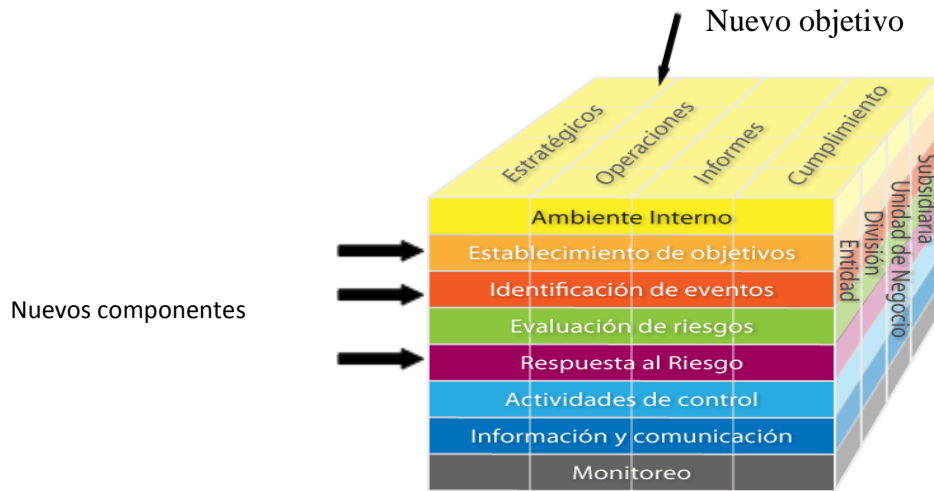 Nuevo objetivo
Estratégicos
Operaciones
Informes
Cumplimiento
Ambiente Interno
Establecimiento de objetivos
Identificación de eventos
Evaluación de riesgos
Respuesta al Riesgo
Actividades de control
Información y comunicación
Monitoreo
Entidad
División
Unidad de Negocio
Subsidiaria
Nuevos componentes